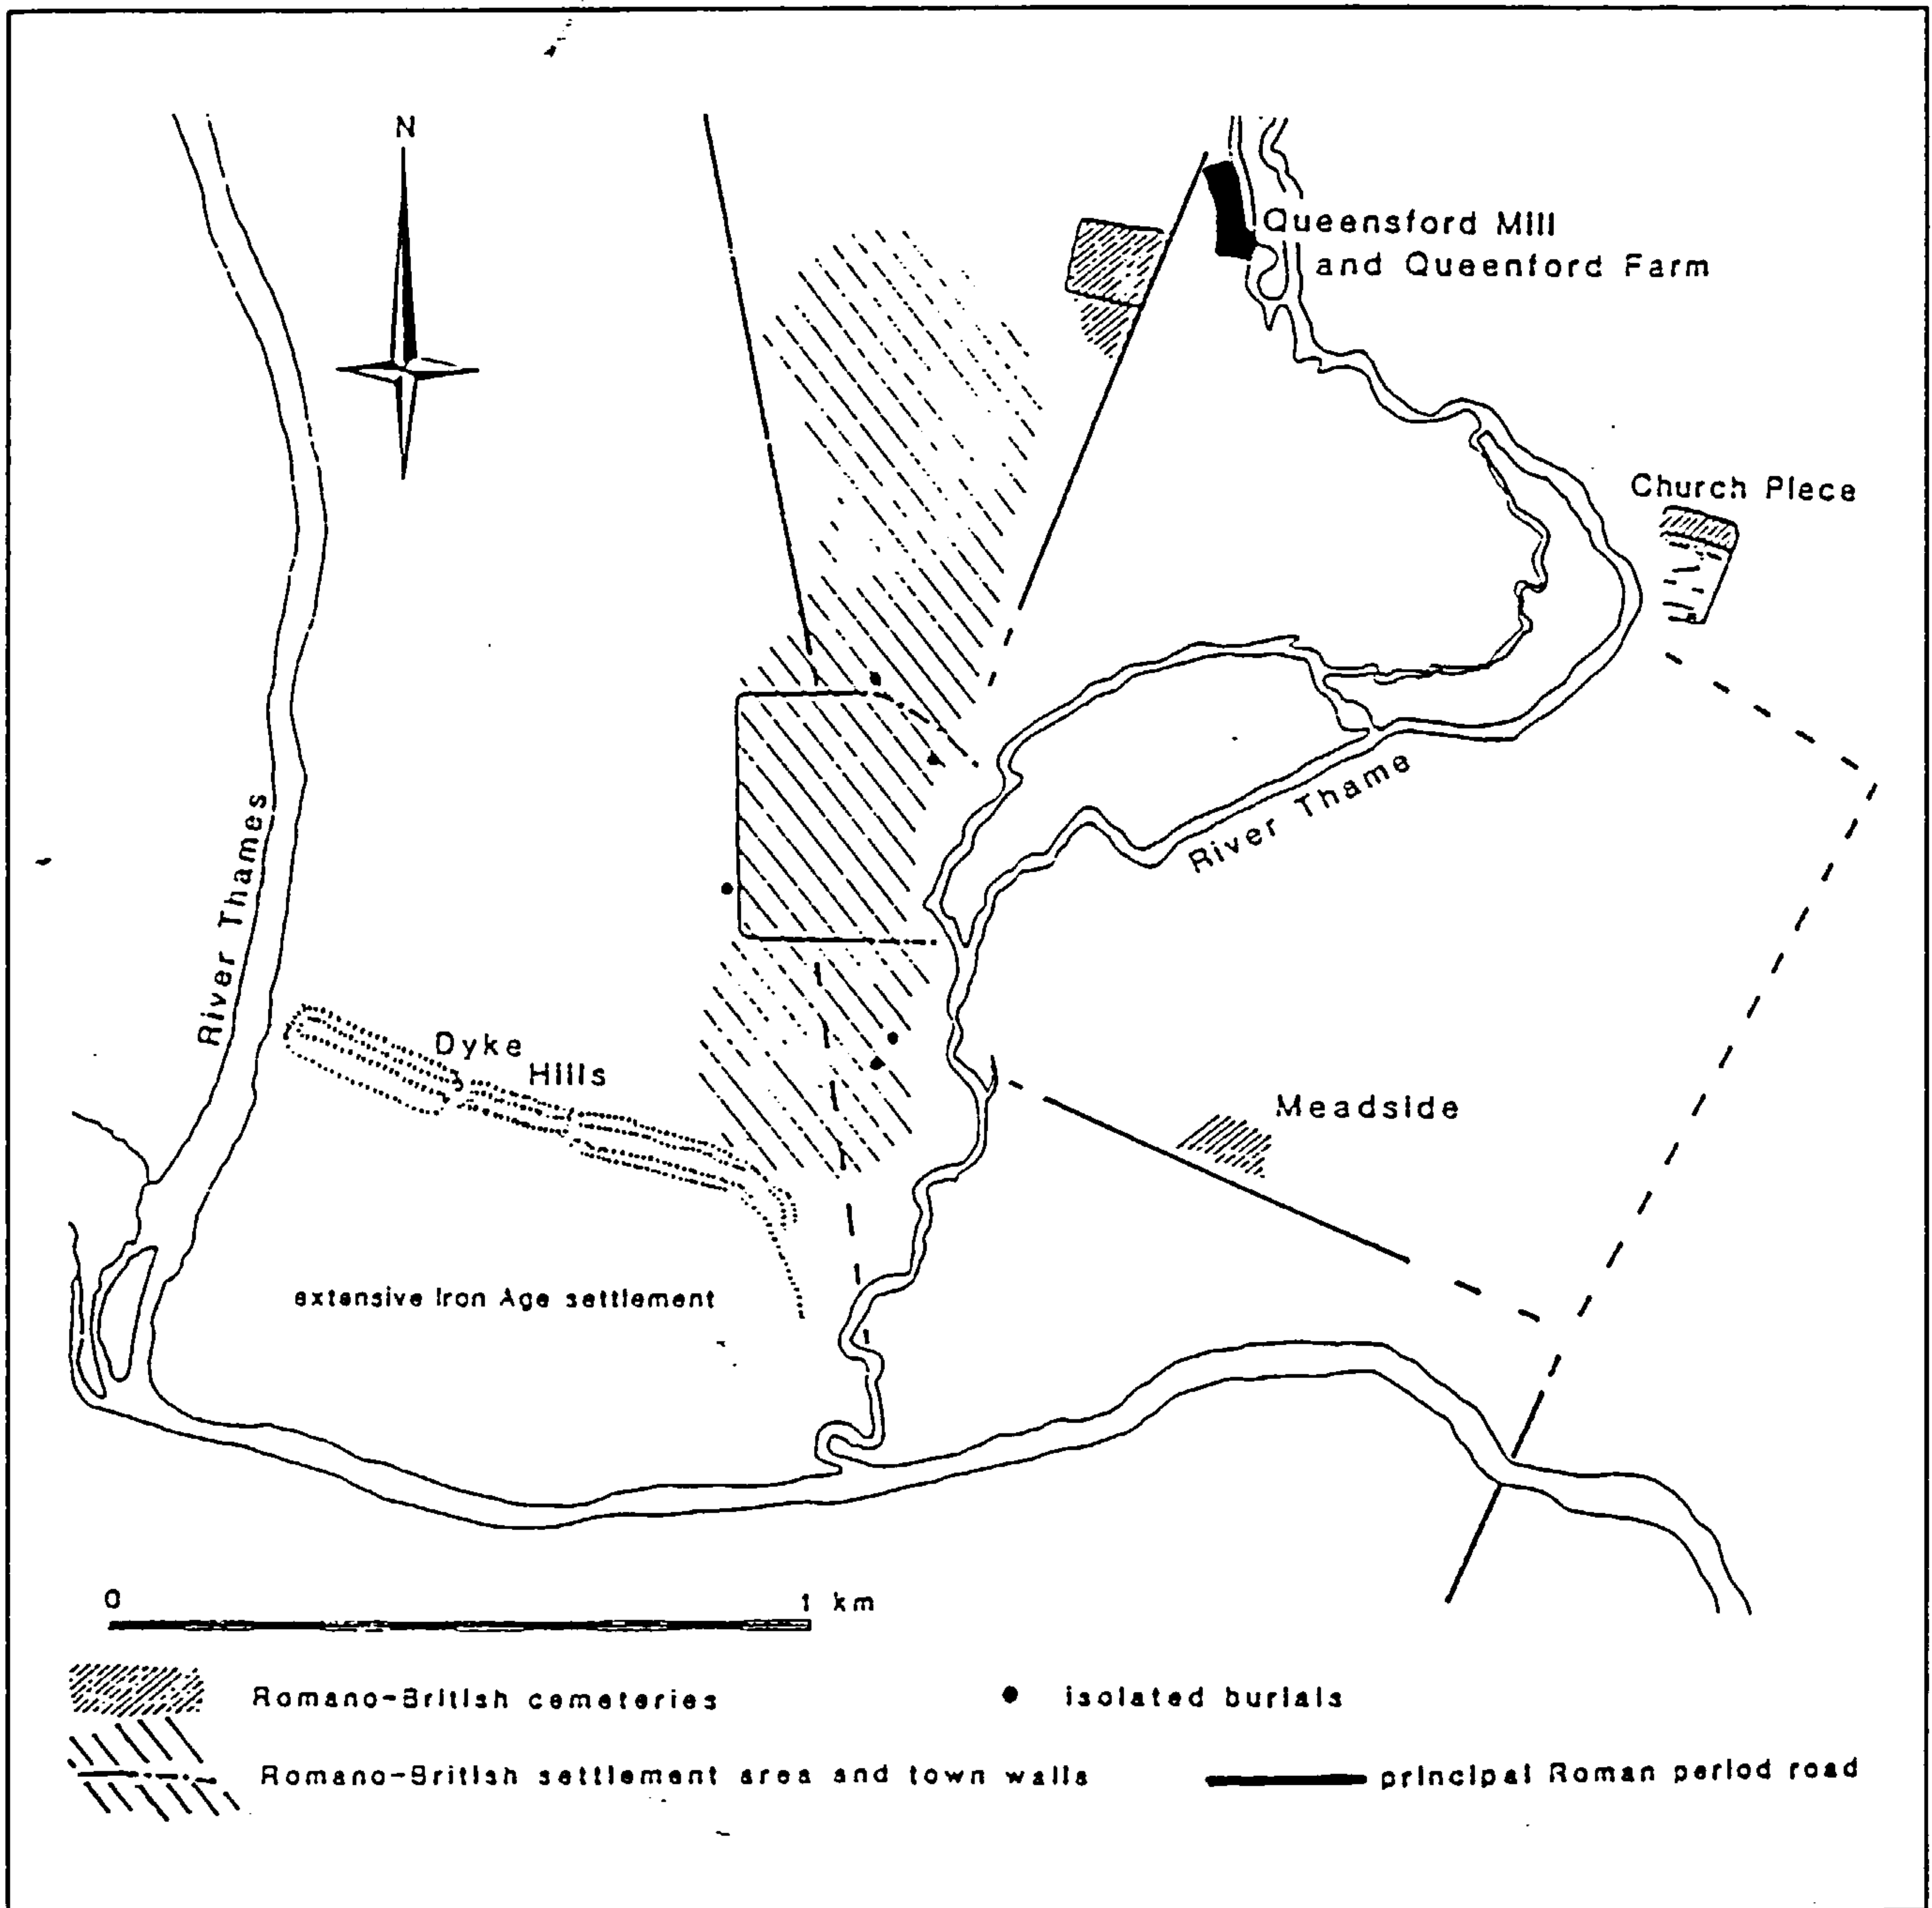 N
Queensford Mill
and Queenford Farm
Church Piece
River Thames
River Thame
Dyke
Hills
Meadside
extensive Iron Age settlement
0 1 km
Romano-British cemeteries
isolated burials
Romano-British settlement area and town walls
principal Roman period road